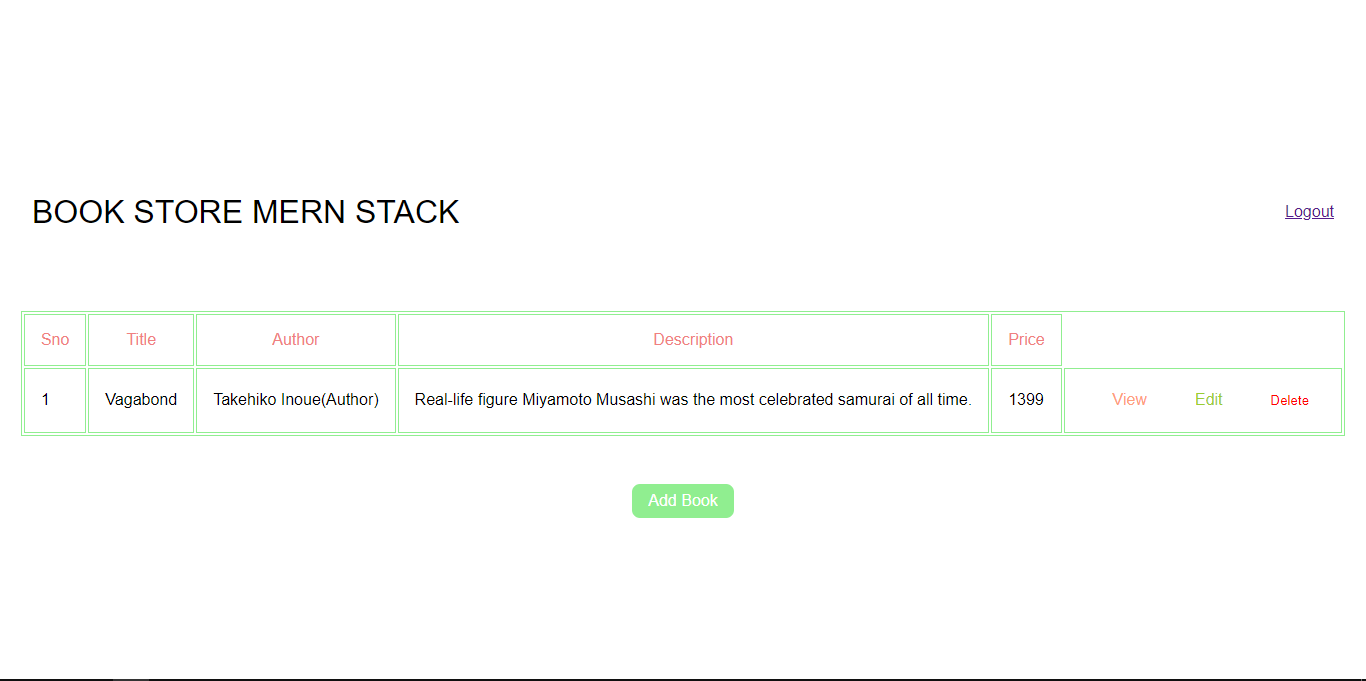 BOOK STORE MERN STACK Logout
Sno Title Author Description Price
1 Vagabond Takehiko Inoue(Author) Real-life figure Miyamoto Musashi was the most celebrated samurai of all time. 1399 View Edit Delete
Add Book